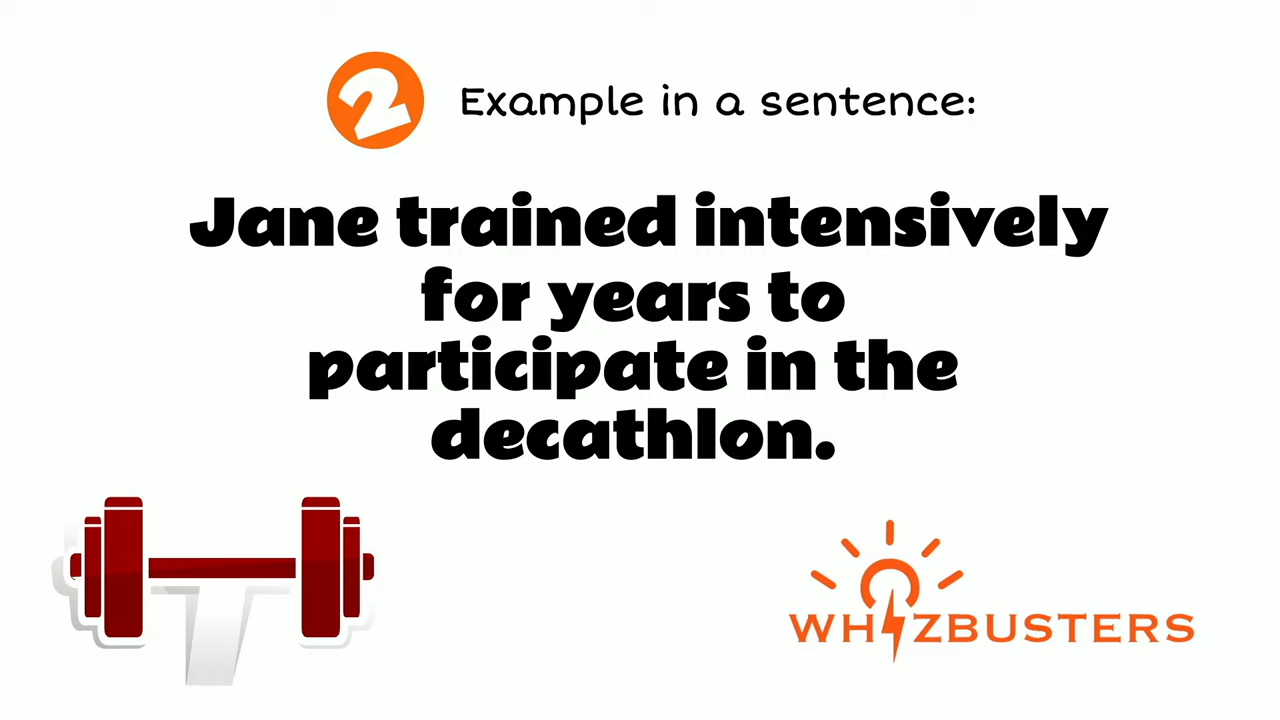 2 Example in a sentence:
Jane trained intensively
for years to
participate in the
decathlon.
WHIZBUSTERS